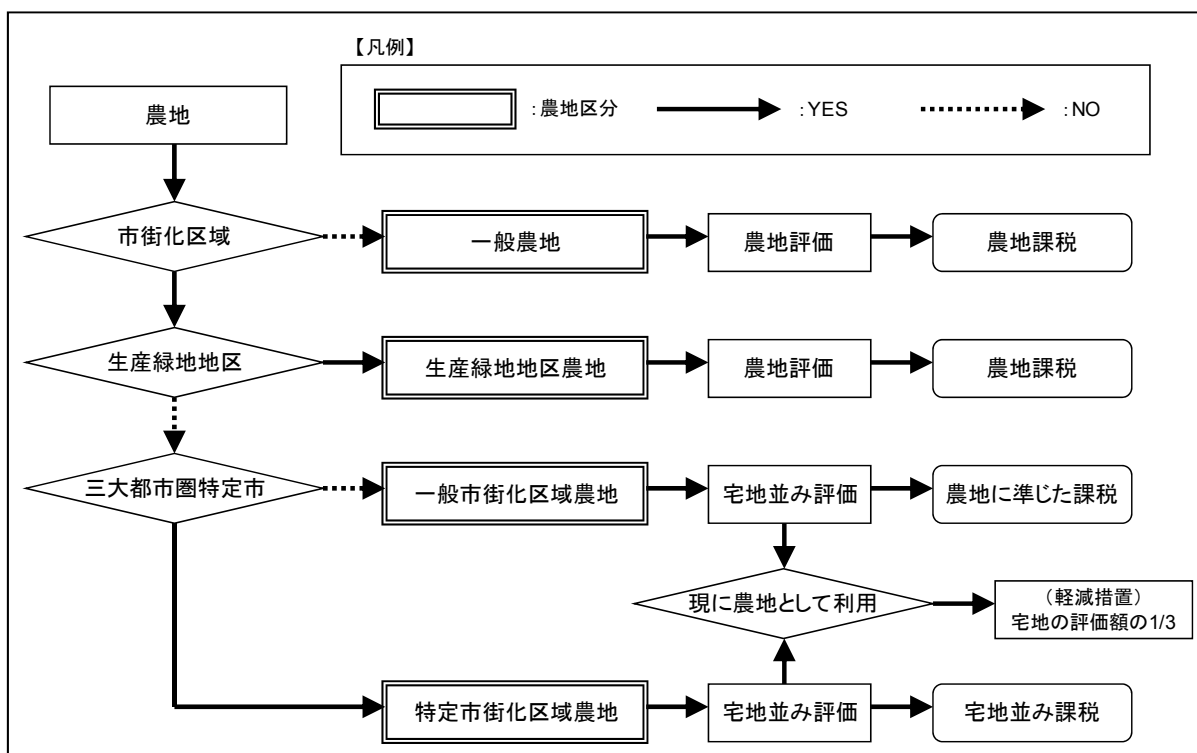 【凡例】
:農地区分
:YES
:NO
農地
市街化区域
一般農地
農地評価
農地課税
生産緑地地区
生産緑地地区農地
農地評価
農地課税
三大都市圏特定市
一般市街化区域農地
宅地並み評価
農地に準じた課税
現に農地として利用
（軽減措置）
宅地の評価額の1/3
特定市街化区域農地
宅地並み評価
宅地並み課税